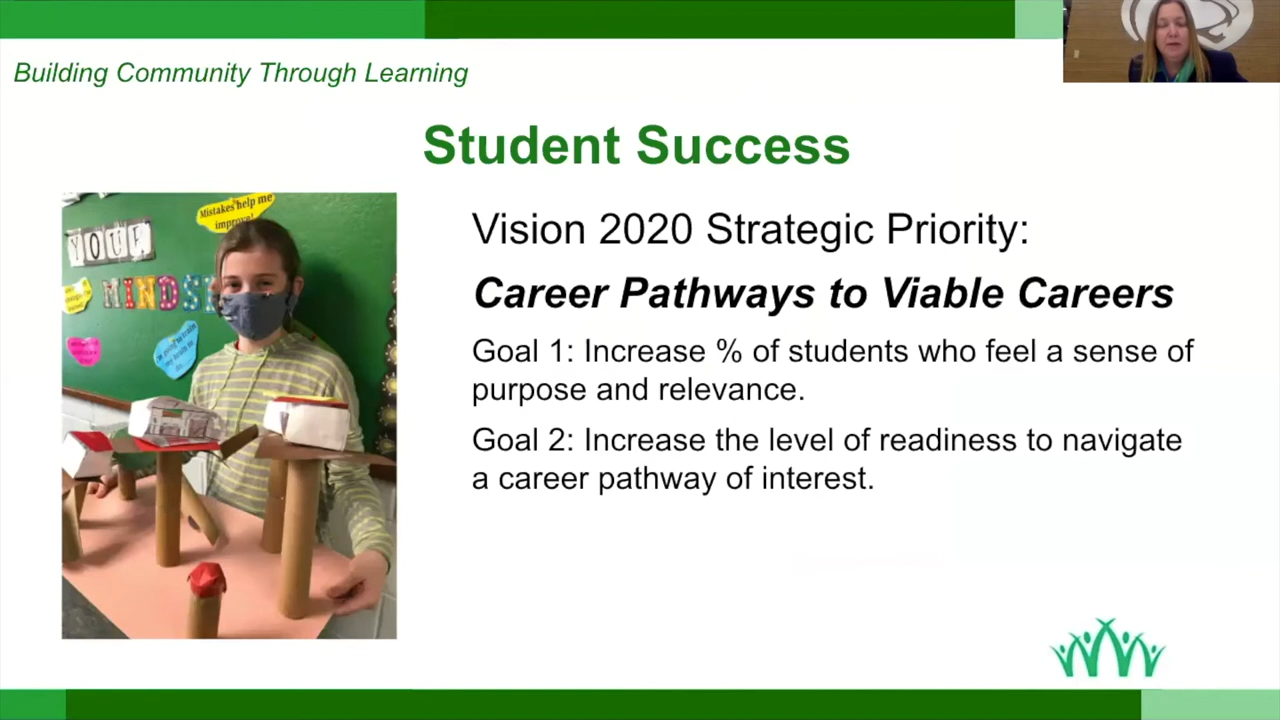 Building Community Through Learning
Student Success
Mistakes help me
improve!
YOUR
MINDS
Vision 2020 Strategic Priority:
Career Pathways to Viable Careers
Goal 1: Increase % of students who feel a sense of
purpose and relevance.
Goal 2: Increase the level of readiness to navigate
a career pathway of interest.